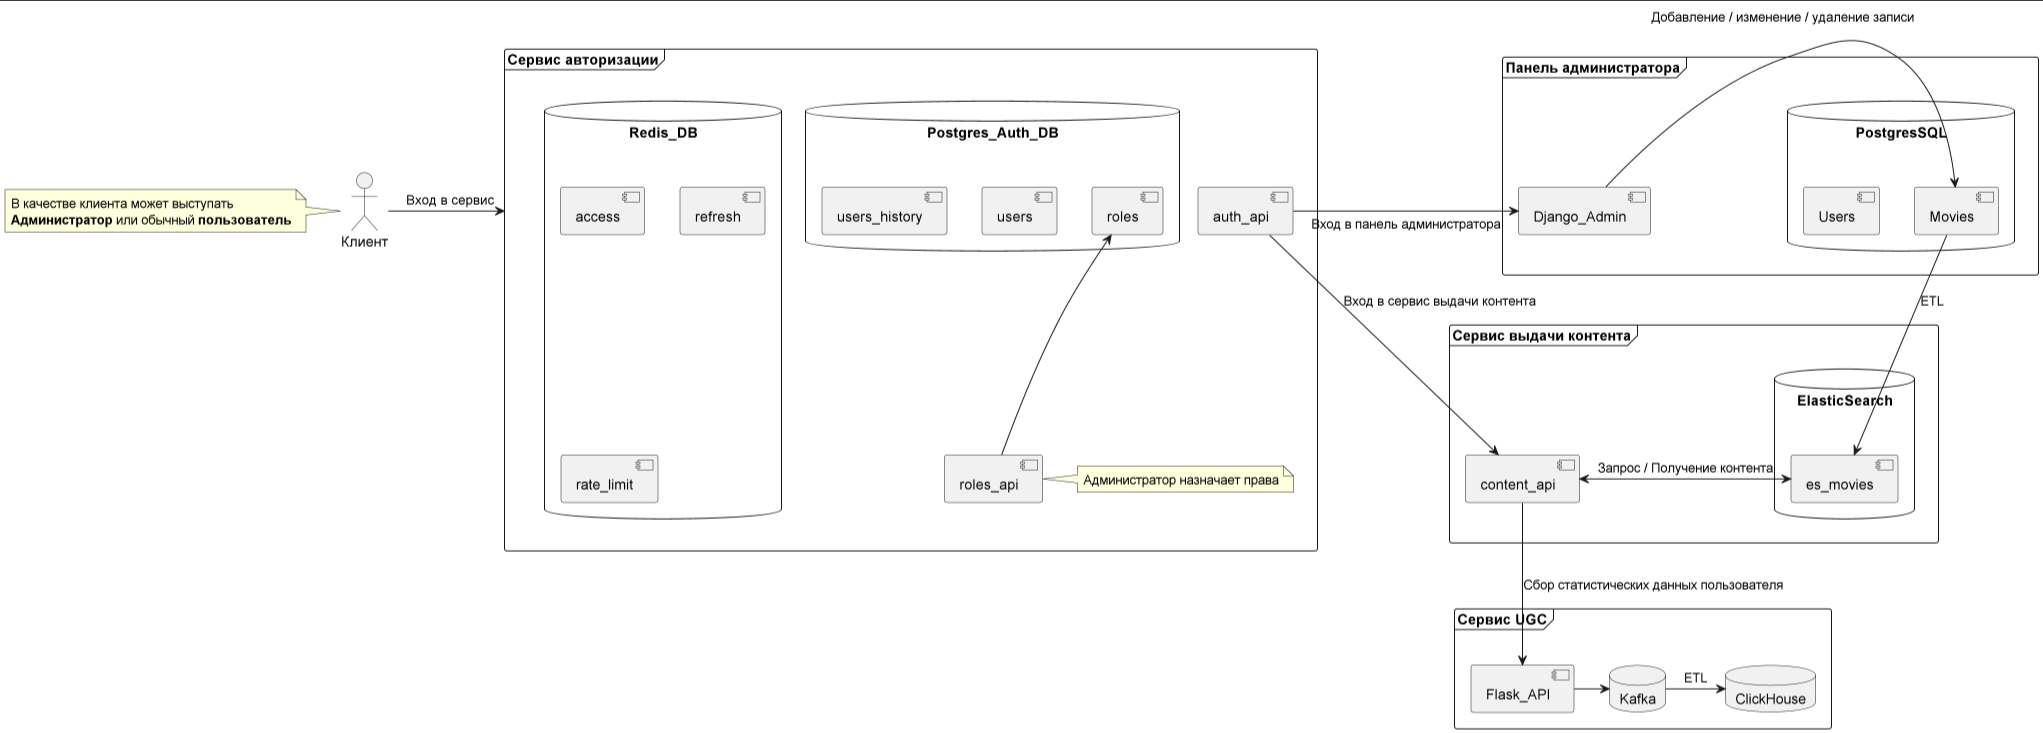 Добавление / изменение / удаление записи
Сервис авторизации
Панель администратора
Redis_DB
Postgres_Auth_DB
PostgresSQL
В качестве клиента может выступать
Администратор или обычный пользователь
Клиент
Вход в сервис
access
refresh
users_history
users
roles
auth_api
Вход в панель администратора
Django_Admin
Users
Movies
Вход в сервис выдачи контента
ETL
Сервис выдачи контента
ElasticSearch
rate_limit
roles_api
Администратор назначает права
content_api
Запрос / Получение контента
es_movies
Сбор статистических данных пользователя
Сервис UGC
Flask_API
Kafka
ETL
ClickHouse